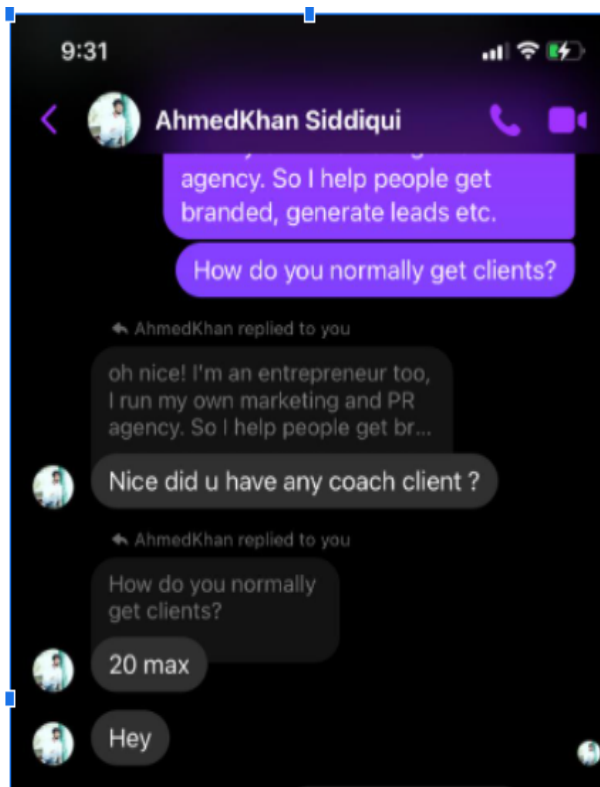 9:31
AhmedKhan Siddiqui
agency. So I help people get
branded, generate leads etc.
How do you normally get clients?
AhmedKhan replied to you
oh nice! I'm an entrepreneur too,
I run my own marketing and PR
agency. So I help people get br...
Nice did u have any coach client ?
AhmedKhan replied to you
How do you normally
get clients?
20 max
Hey